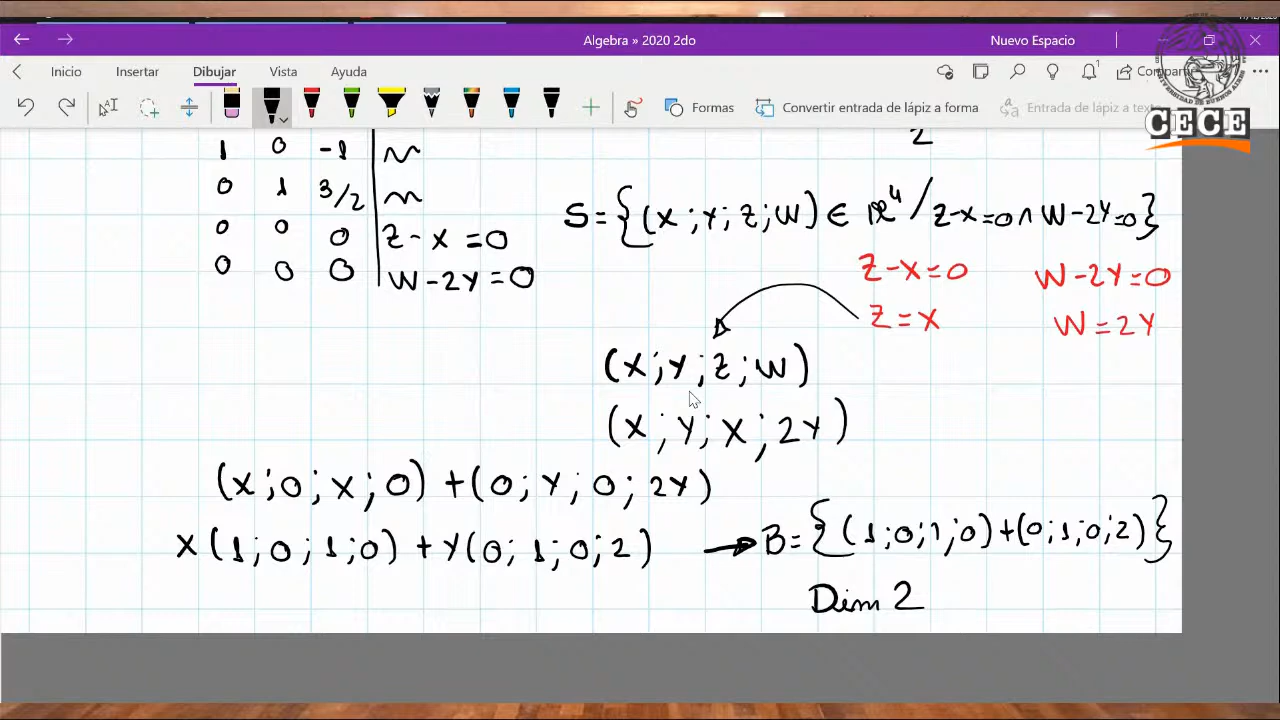 Algebra » 2020 2do
Nuevo Espacio
Inicio Insertar Dibujar Vista Ayuda
Compartir
Formas Convertir entrada de lápiz a forma Entrada de lápiz a texto
CECE
2
1 0 -1
0 1 3/2
0 0 0 Z-X=0
0 0 0 W-2Y=0
S={(X;Y;Z;W)∈ℝ⁴/Z-X=0∧W-2Y=0}
Z-X=0 W-2Y=0
Z=X W=2Y
(X;Y;Z;W)
(X;Y;X;2Y)
(X;0;X;0)+(0;Y;0;2Y)
X(1;0;1;0)+Y(0;1;0;2) → B={(1;0;1;0)+(0;1;0;2)}
Dim 2